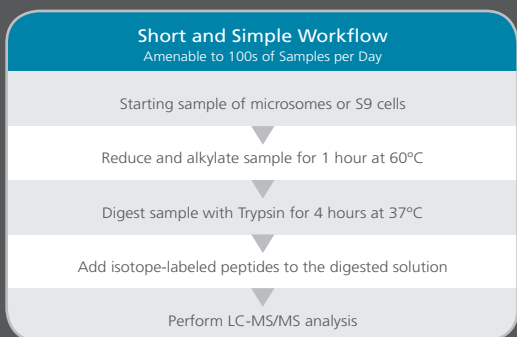 Short and Simple Workflow
Amenable to 100s of Samples per Day
Starting sample of microsomes or S9 cells
Reduce and alkylate sample for 1 hour at 60ºC
Digest sample with Trypsin for 4 hours at 37ºC
Add isotope-labeled peptides to the digested solution
Perform LC-MS/MS analysis